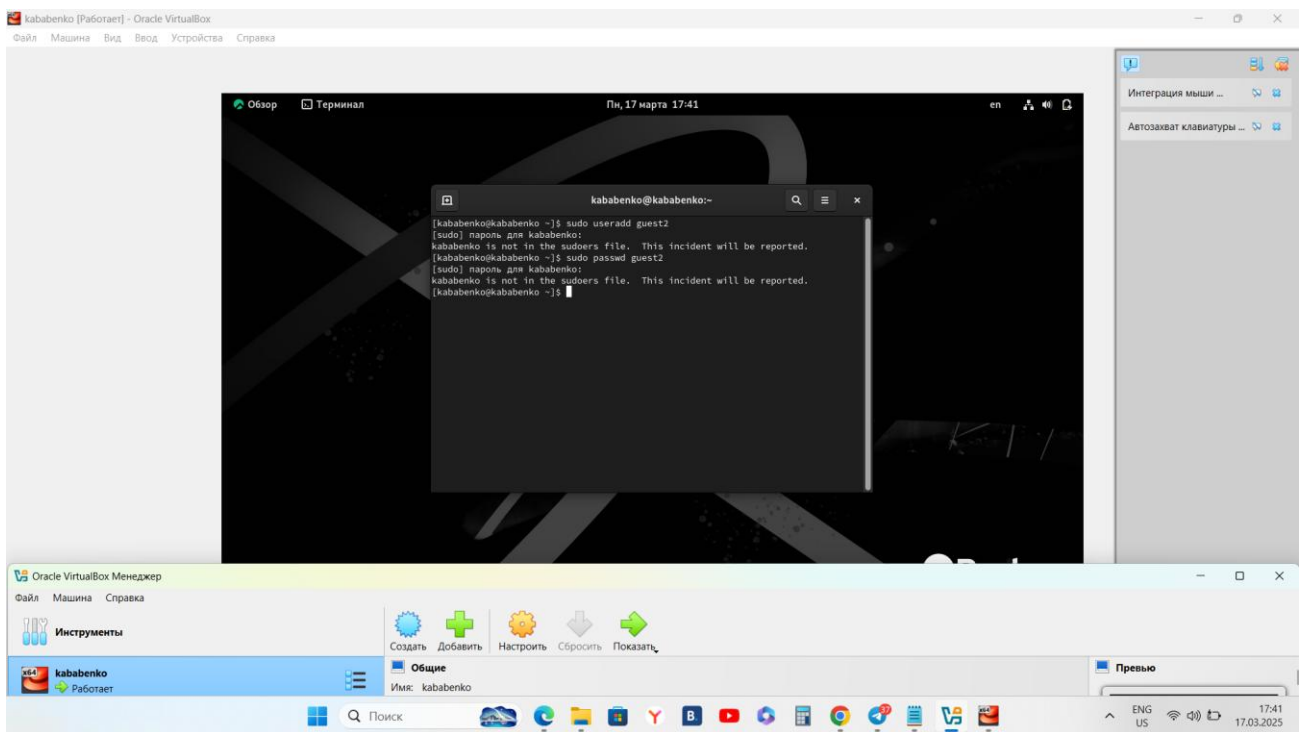 kababenko [Работает] - Oracle VirtualBox
Файл Машина Вид Ввод Устройства Справка
Интеграция мыши ...
Автозахват клавиатуры ...
Обзор Терминал Пн, 17 марта 17:41 en
kababenko@kababenko:~
[kababenko@kababenko ~]$ sudo useradd guest2
[sudo] пароль для kababenko:
kababenko is not in the sudoers file. This incident will be reported.
[kababenko@kababenko ~]$ sudo passwd guest2
[sudo] пароль для kababenko:
kababenko is not in the sudoers file. This incident will be reported.
[kababenko@kababenko ~]$
Oracle VirtualBox Менеджер
Файл Машина Справка
Инструменты
Создать Добавить Настроить Сбросить Показать
x64 kababenko
Работает
Общие
Имя: kababenko
Превью
Поиск
ENG
US
17:41
17.03.2025